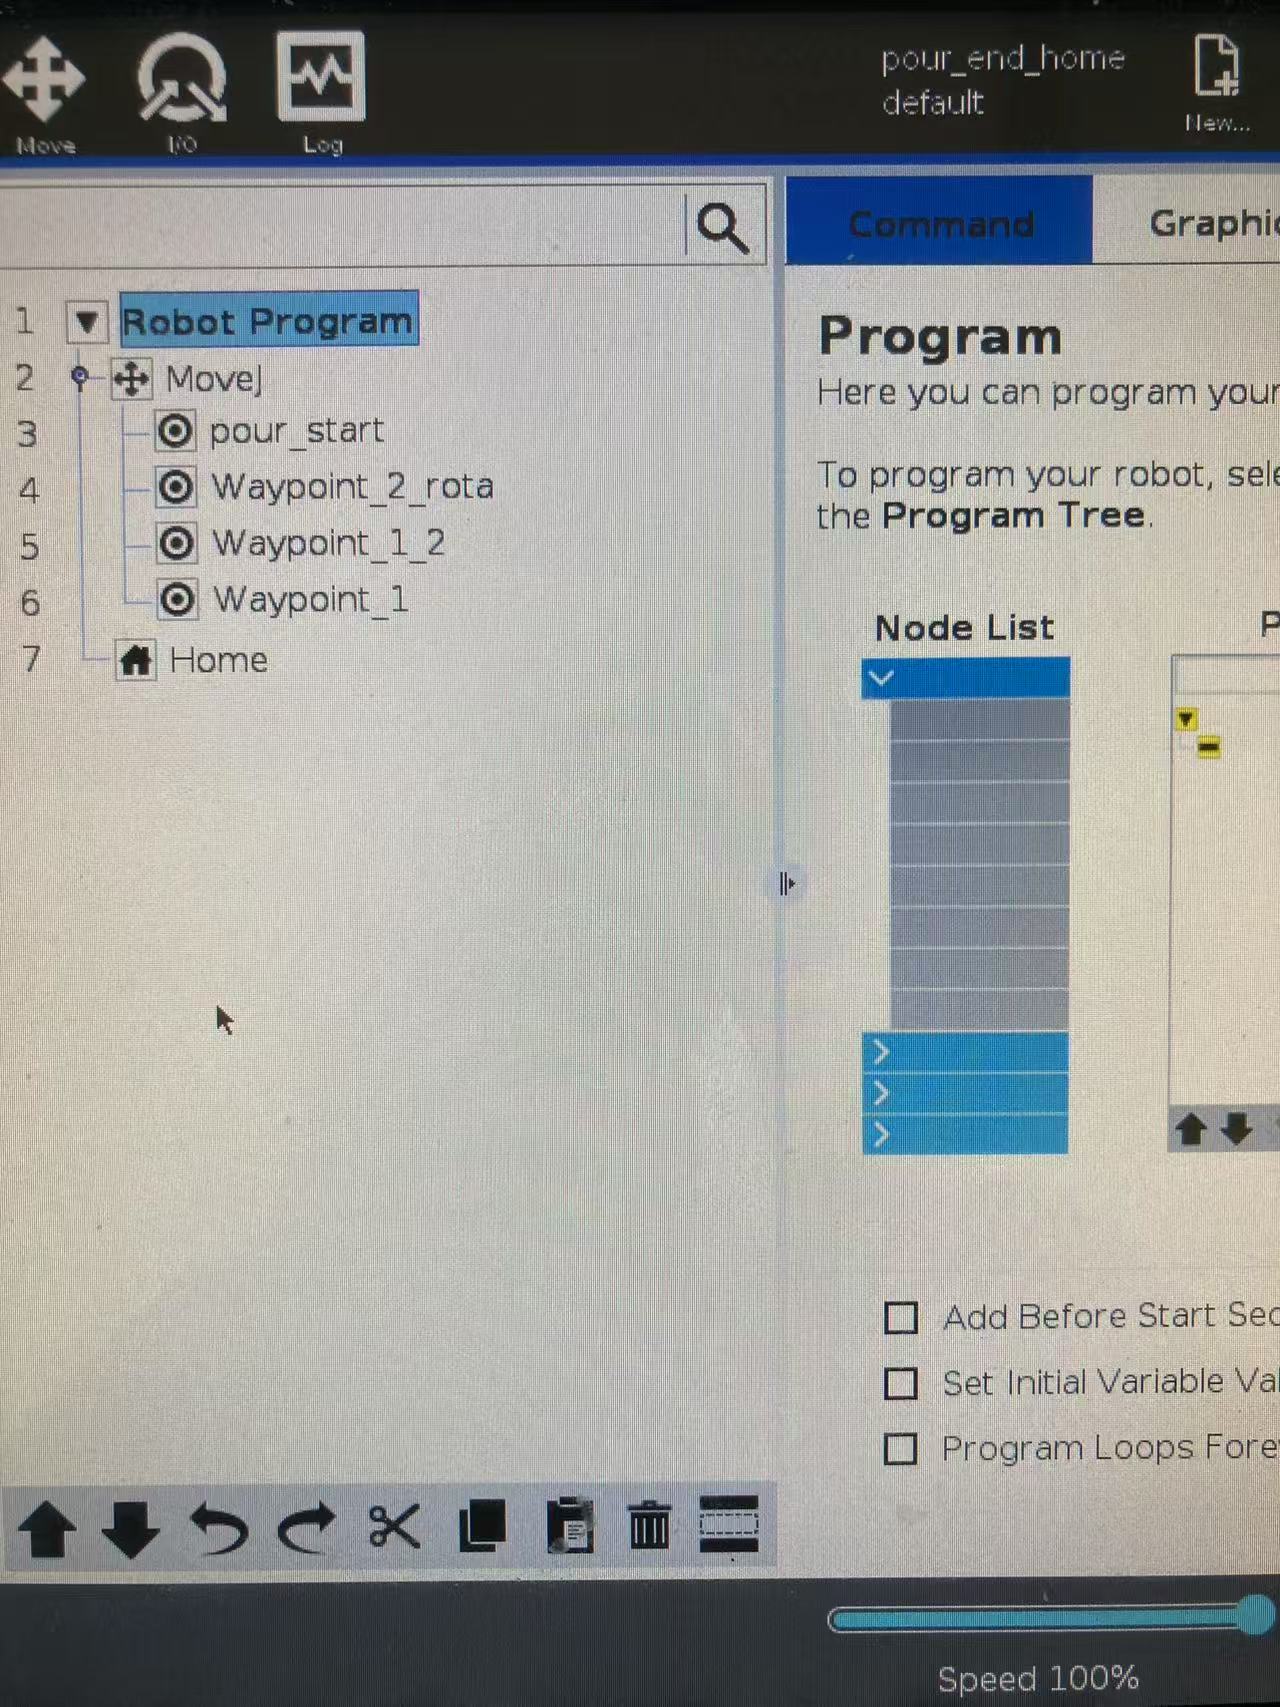 pour_end_home
default
Move
I/O
Log
New...
Command
Graphic
1 Robot Program
2 MoveJ
3 pour_start
4 Waypoint_2_rota
5 Waypoint_1_2
6 Waypoint_1
7 Home
Program
Here you can program your
To program your robot, sele
the Program Tree.
Node List
P
Add Before Start Sec
Set Initial Variable Val
Program Loops Fore
Speed 100%